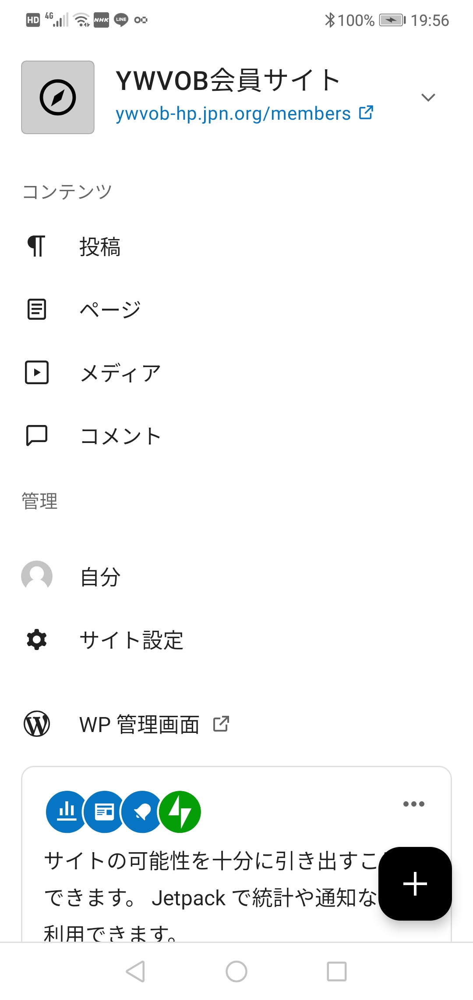 HD 4G NHK LINE 100% 19:56
YWVOB会員サイト
ywvob-hp.jpn.org/members
コンテンツ
投稿
ページ
メディア
コメント
管理
自分
サイト設定
WP 管理画面
サイトの可能性を十分に引き出すこ
できます。 Jetpack で統計や通知な
利用できます。